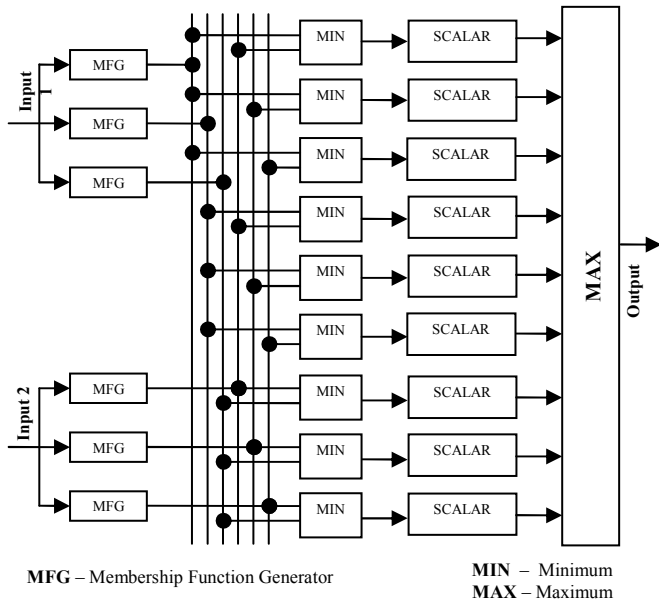 MIN
SCALAR
MFG
Input 1
MIN
SCALAR
MFG
MIN
SCALAR
MFG
MIN
SCALAR
MAX
Output
MIN
SCALAR
MIN
SCALAR
MFG
MIN
SCALAR
Input 2
MFG
MIN
SCALAR
MFG
MIN
SCALAR
MFG – Membership Function Generator
MIN – Minimum
MAX – Maximum